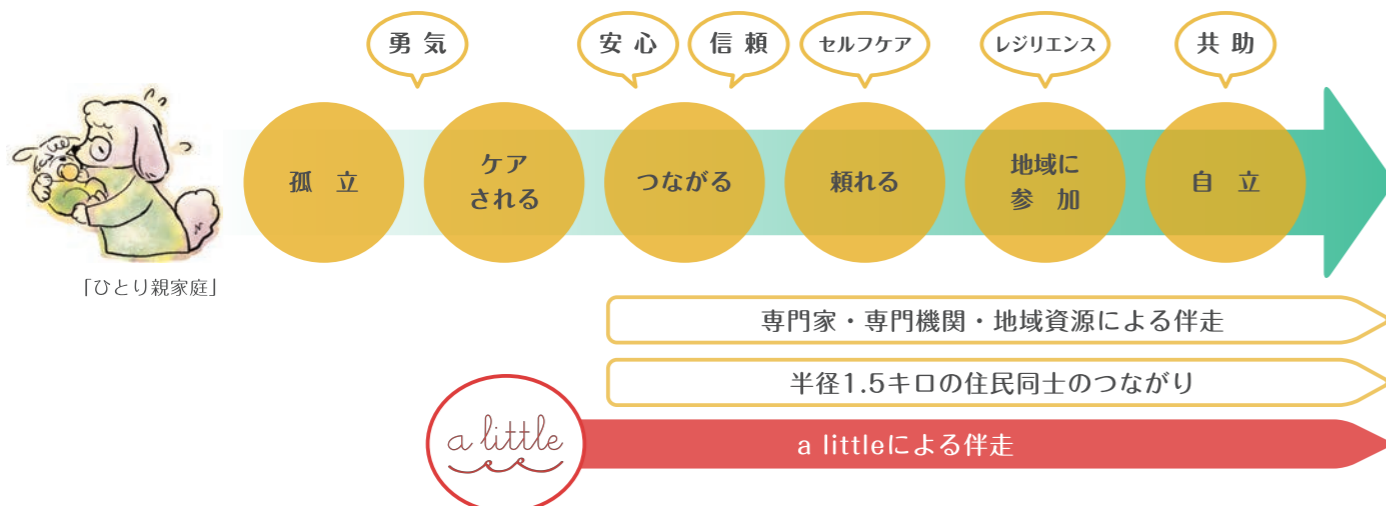 勇気
安心
信頼
セルフケア
レジリエンス
共助
孤立
ケア
される
つながる
頼れる
地域に
参加
自立
「ひとり親家庭」
専門家・専門機関・地域資源による伴走
半径1.5キロの住民同士のつながり
a little
a littleによる伴走